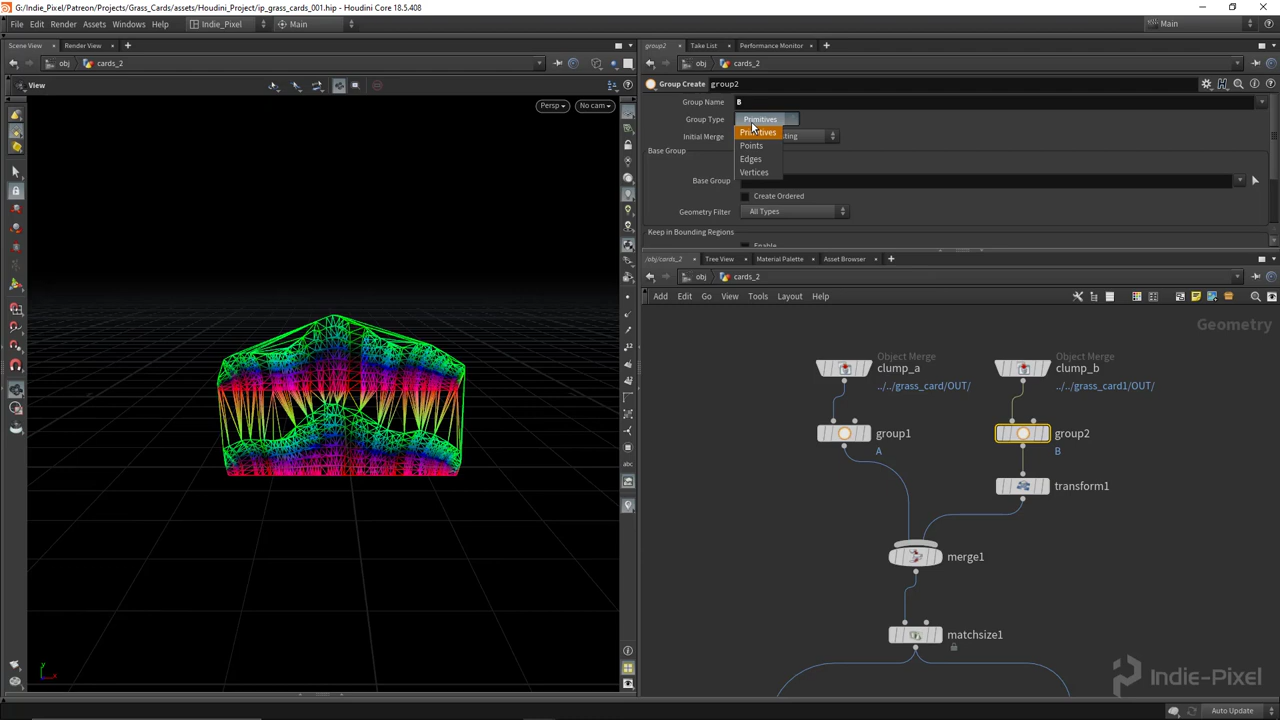 G:/Indie_Pixel/Patreon/Projects/Grass_Cards/assets/Houdini_Project/ip_grass_cards_001.hip - Houdini Core 18.5.408
File Edit Render Assets Windows Help Indie_Pixel Main Main
Scene View Render View
obj cards_2
View
Persp No cam
group2 Take List Performance Monitor
obj cards_2
Group Create group2
Group Name B
Group Type Primitives
Primitives
Initial Merge
Points
Base Group
Edges
Vertices
Base Group
Create Ordered
Geometry Filter All Types
Keep in Bounding Regions
Enable
/obj/cards_2 Tree View Material Palette Asset Browser
obj cards_2
Add Edit Go View Tools Layout Help
Geometry
Object Merge
clump_a
../../grass_card/OUT/
Object Merge
clump_b
../../grass_card1/OUT/
group1
A
group2
B
transform1
merge1
matchsize1
Indie-Pixel
Auto Update